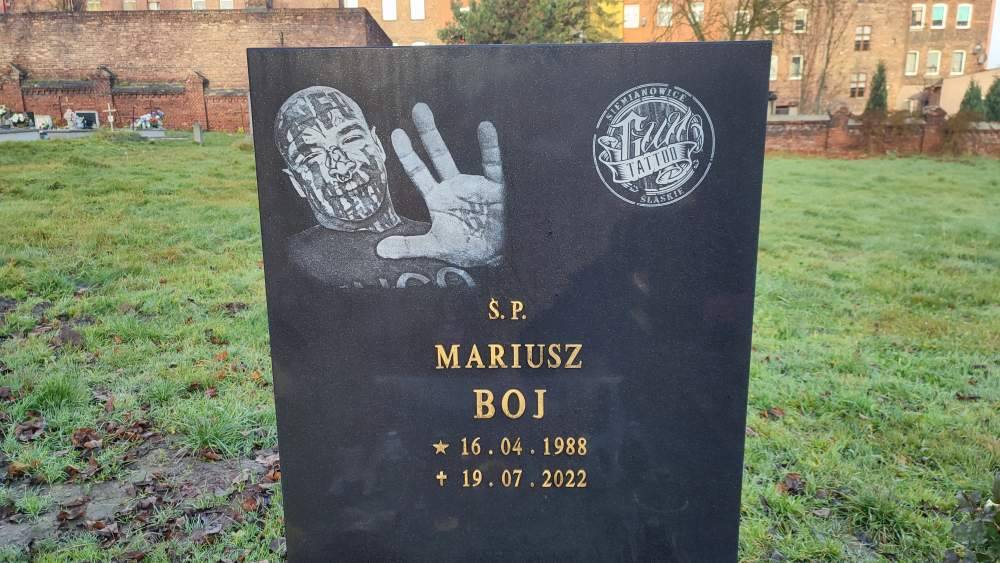 SIEMIANOWICE
TATTOO
ŚLĄSKIE
Ś.P.
MARIUSZ
BOJ
★ 16.04.1988
✝ 19.07.2022